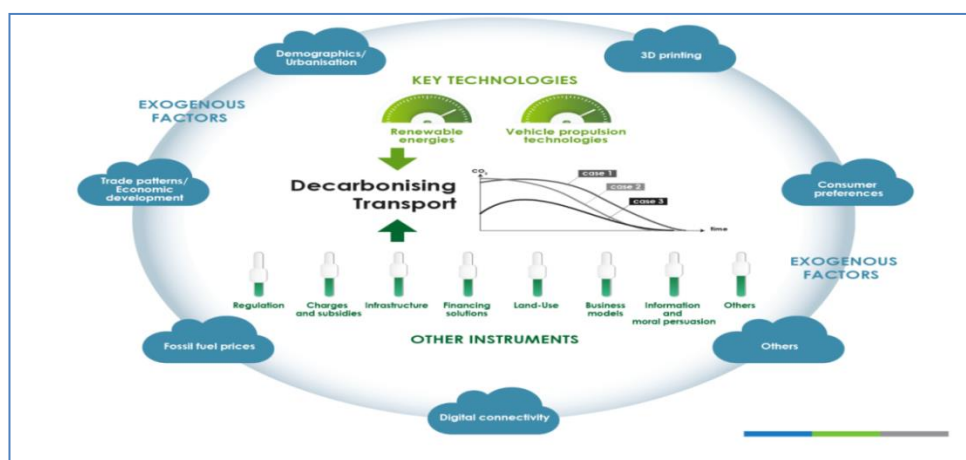 Demographics/
Urbanisation
3D printing
KEY TECHNOLOGIES
EXOGENOUS
FACTORS
Renewable
energies
Vehicle propulsion
technologies
Trade patterns/
Economic
development
Decarbonising
Transport
CO₂
case 1
case 2
case 3
time
Consumer
preferences
EXOGENOUS
FACTORS
Regulation
Charges
and subsidies
Infrastructure
Financing
solutions
Land-Use
Business
models
Information
and
moral persuasion
Others
OTHER INSTRUMENTS
Fossil fuel prices
Others
Digital connectivity